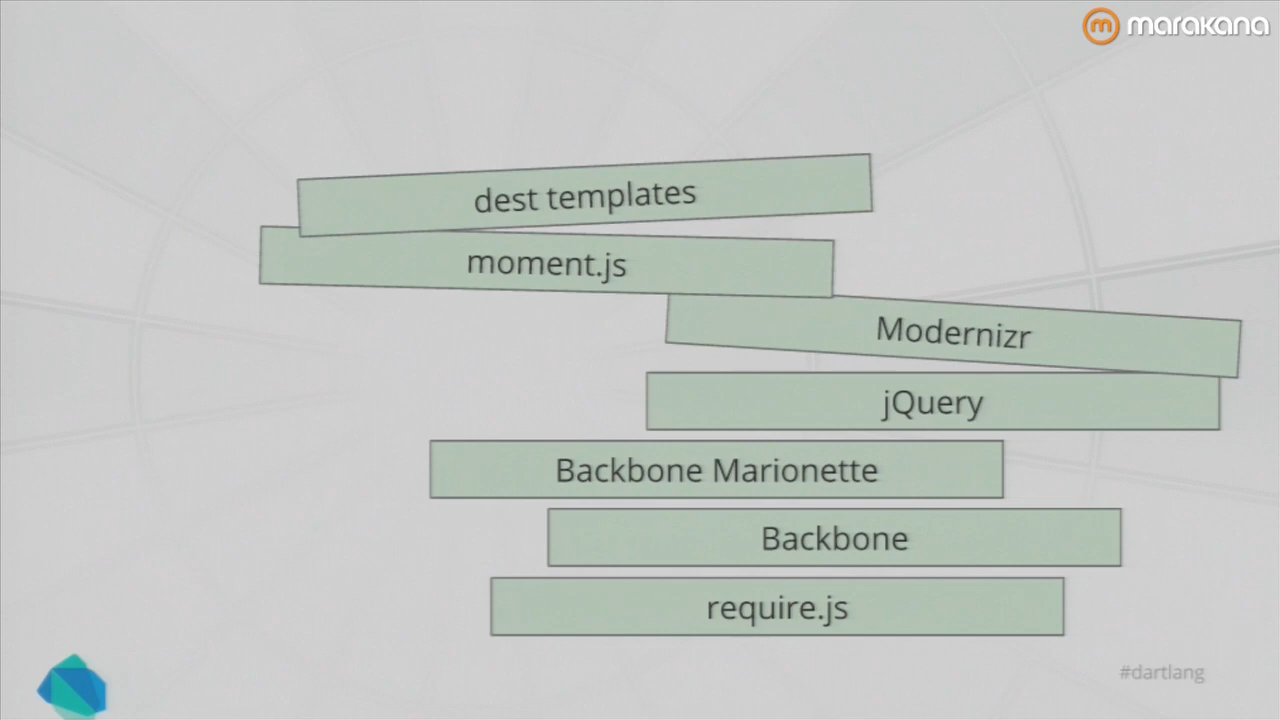 marakana
dest templates
moment.js
Modernizr
jQuery
Backbone Marionette
Backbone
require.js
#dartlang